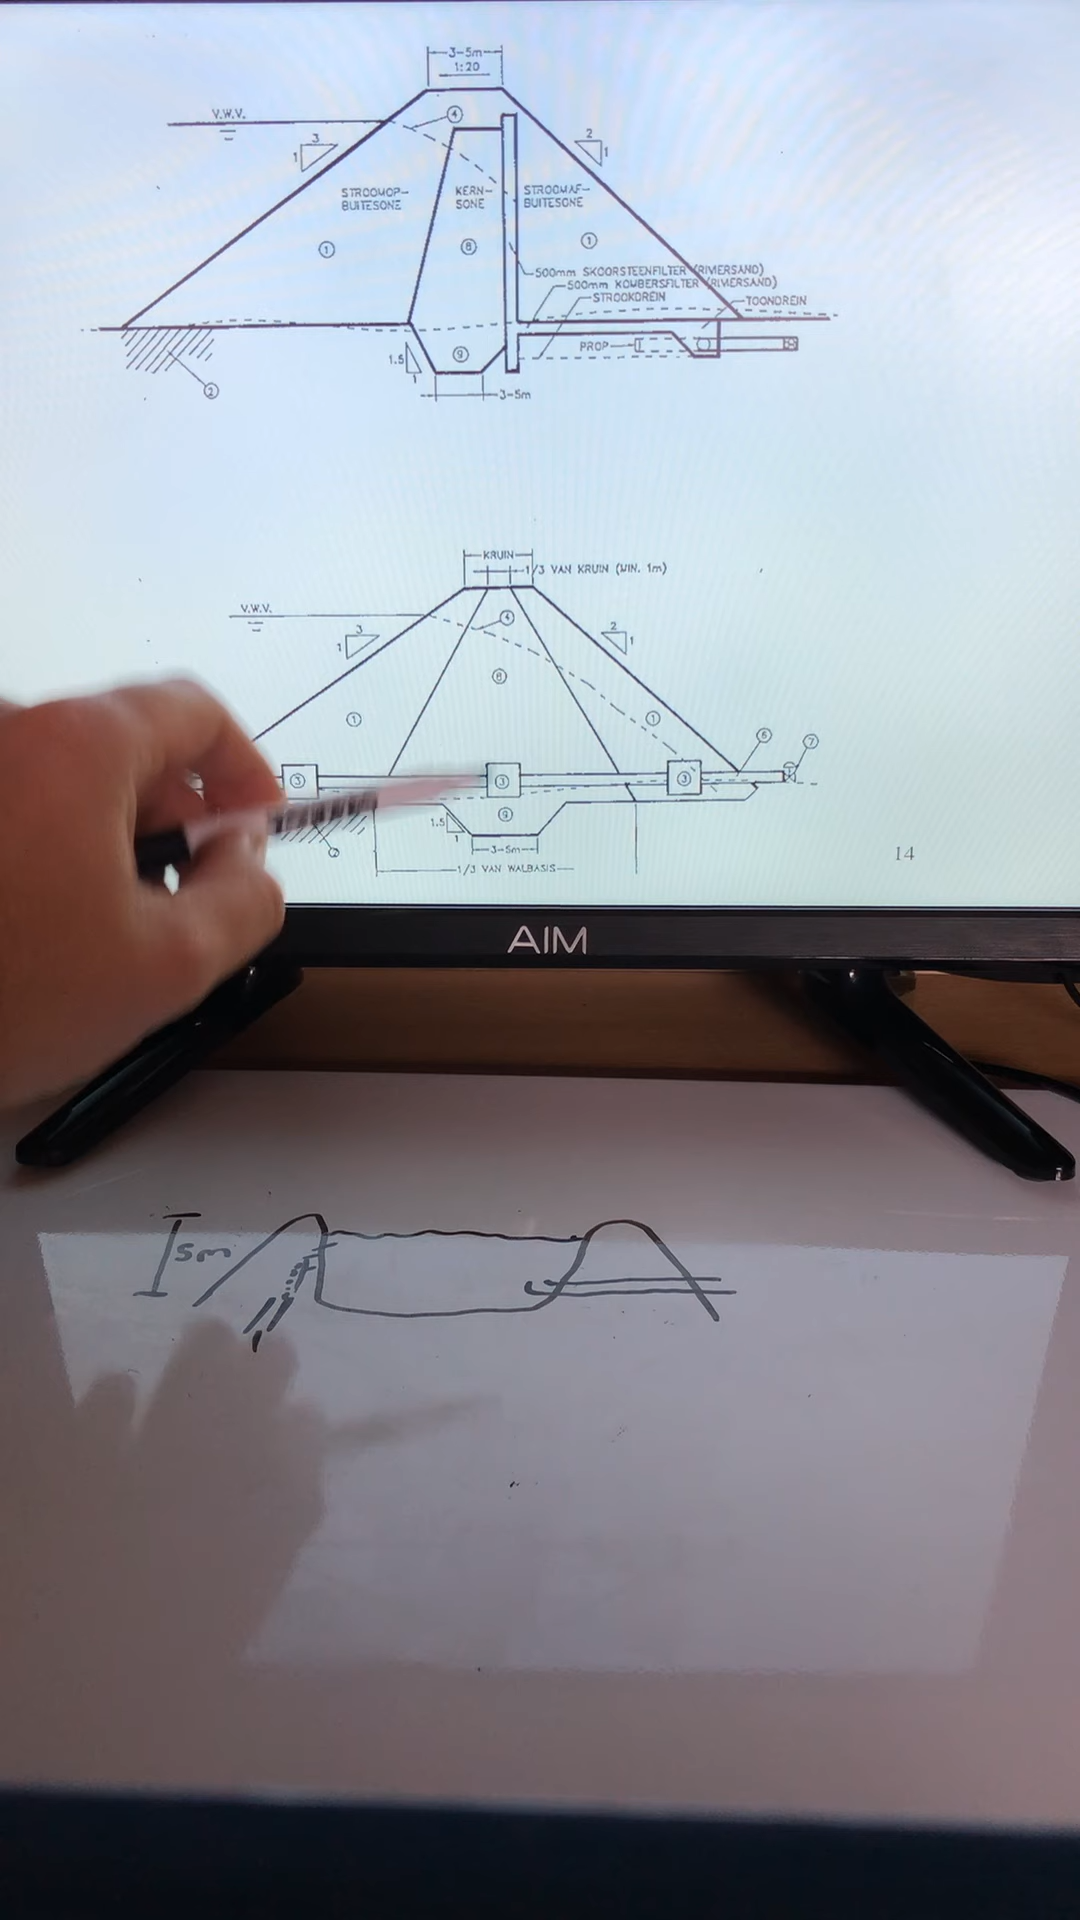 3-5m
1:20
V.W.V.
4
3
1
2
1
STROOMOP-
BUITESONE
KERN-
SONE
STROOMAF-
BUITESONE
1
8
1
500mm SKOORSTEENFILTER (RIVIERSAND)
500mm KOMBERSFILTER (RIVIERSAND)
STROOKDREIN
TOONDREIN
PROP
1.5
1
9
2
3-5m
KRUIN
1/3 VAN KRUIN (MIN. 1m)
V.W.V.
4
3
1
2
1
8
1
1
6
7
3
3
3
1.5
1
9
3-5m
2
1/3 VAN WALBASIS
14
AIM
5m